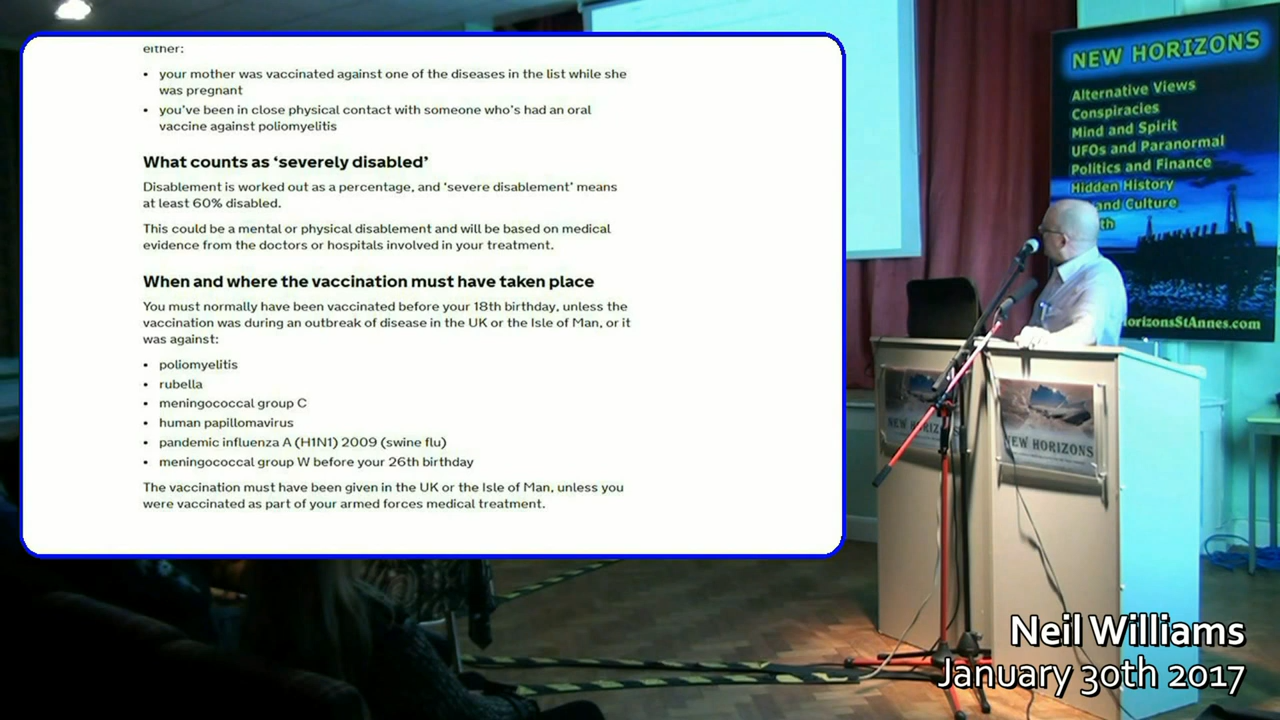 either:
• your mother was vaccinated against one of the diseases in the list while she
was pregnant
• you've been in close physical contact with someone who's had an oral
vaccine against poliomyelitis
What counts as ‘severely disabled’
Disablement is worked out as a percentage, and ‘severe disablement’ means
at least 60% disabled.
This could be a mental or physical disablement and will be based on medical
evidence from the doctors or hospitals involved in your treatment.
When and where the vaccination must have taken place
You must normally have been vaccinated before your 18th birthday, unless the
vaccination was during an outbreak of disease in the UK or the Isle of Man, or it
was against:
• poliomyelitis
• rubella
• meningococcal group C
• human papillomavirus
• pandemic influenza A (H1N1) 2009 (swine flu)
• meningococcal group W before your 26th birthday
The vaccination must have been given in the UK or the Isle of Man, unless you
were vaccinated as part of your armed forces medical treatment.
NEW HORIZONS
Alternative Views
Conspiracies
Mind and Spirit
UFOs and Paranormal
Politics and Finance
Hidden History
and Culture
orizonsStAnnes.com
NEW HORIZONS
NEW HORIZONS
Neil Williams
January 30th 2017